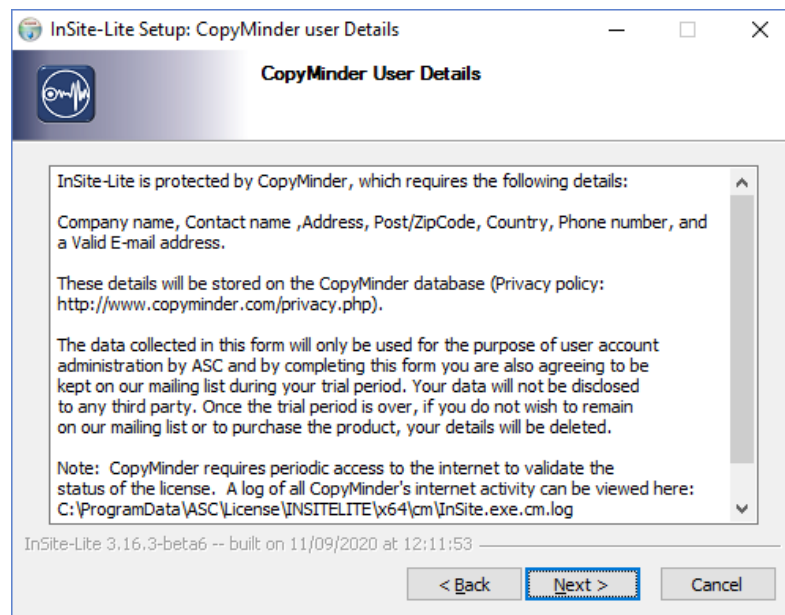 InSite-Lite Setup: CopyMinder user Details
CopyMinder User Details
InSite-Lite is protected by CopyMinder, which requires the following details:
Company name, Contact name ,Address, Post/ZipCode, Country, Phone number, and
a Valid E-mail address.
These details will be stored on the CopyMinder database (Privacy policy:
http://www.copyminder.com/privacy.php).
The data collected in this form will only be used for the purpose of user account
administration by ASC and by completing this form you are also agreeing to be
kept on our mailing list during your trial period. Your data will not be disclosed
to any third party. Once the trial period is over, if you do not wish to remain
on our mailing list or to purchase the product, your details will be deleted.
Note:  CopyMinder requires periodic access to the internet to validate the
status of the license.  A log of all CopyMinder's internet activity can be viewed here:
C:\ProgramData\ASC\License\INSITELITE\x64\cm\InSite.exe.cm.log
InSite-Lite 3.16.3-beta6 -- built on 11/09/2020 at 12:11:53
< Back Next > Cancel